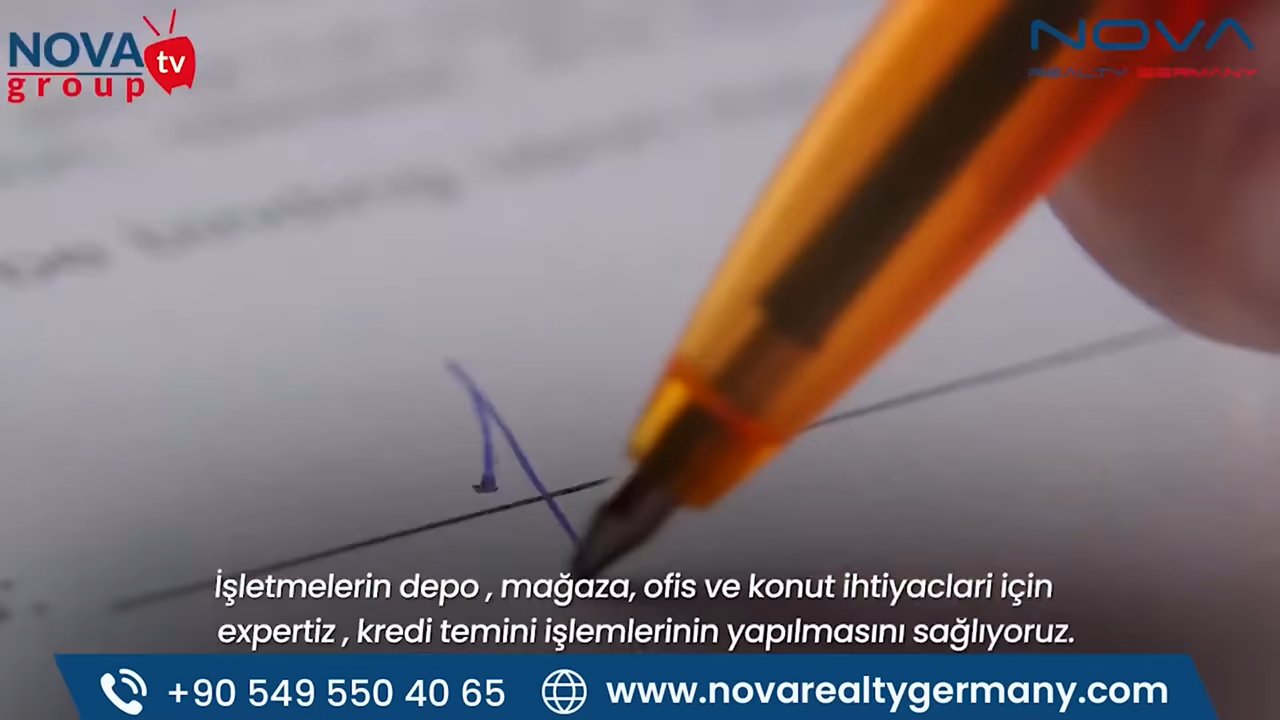 NOVA tv
group
NOVA
REALTY GERMANY
İşletmelerin depo , mağaza, ofis ve konut ihtiyaclari için
expertiz , kredi temini işlemlerinin yapılmasını sağlıyoruz.
+90 549 550 40 65
www.novarealtygermany.com